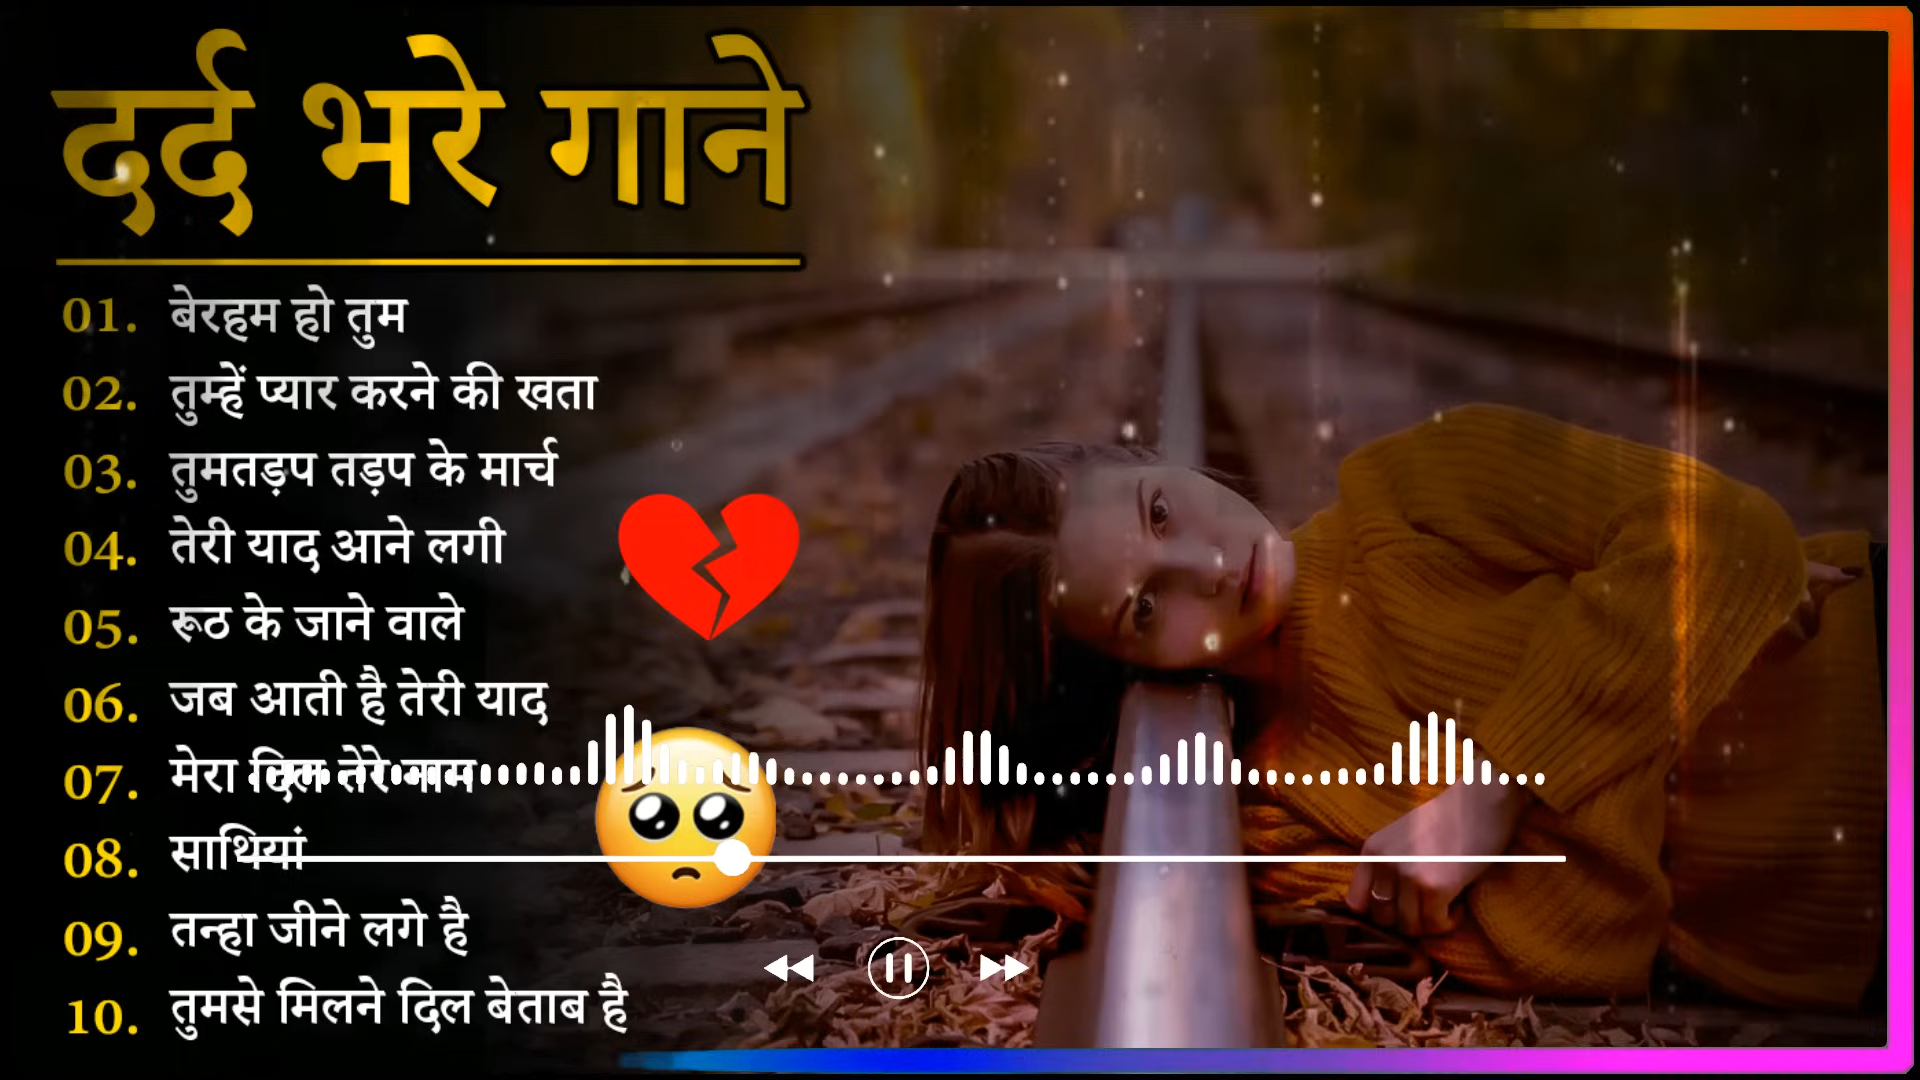 दर्द भरे गाने
01. बेरहम हो तुम
02. तुम्हें प्यार करने की खता
03. तुमतड़प तड़प के मार्च
04. तेरी याद आने लगी
05. रूठ के जाने वाले
06. जब आती है तेरी याद
07. मेरा दिल तेरे नाम
08. साथियां
09. तन्हा जीने लगे है
10. तुमसे मिलने दिल बेताब है